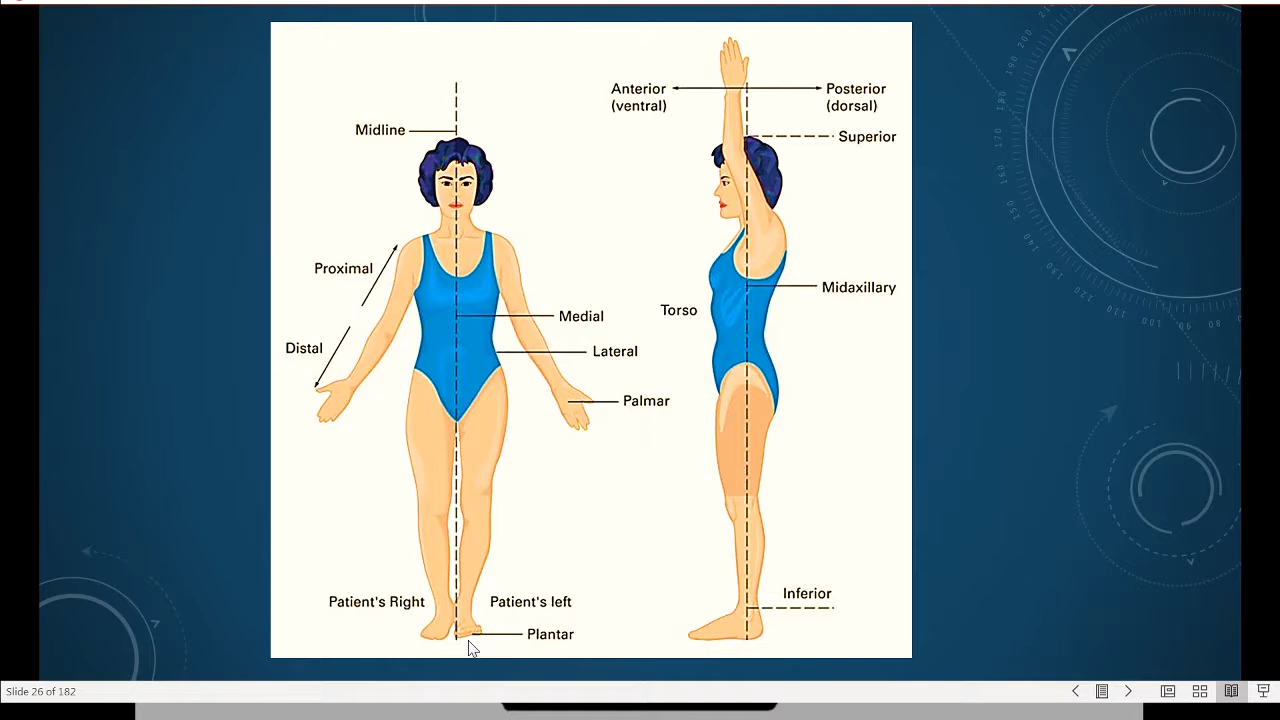 Anterior
(ventral)
Posterior
(dorsal)
Midline
Superior
Proximal
Midaxillary
Torso
Medial
Distal
Lateral
Palmar
Inferior
Patient's Right
Patient's left
Plantar
Slide 26 of 182